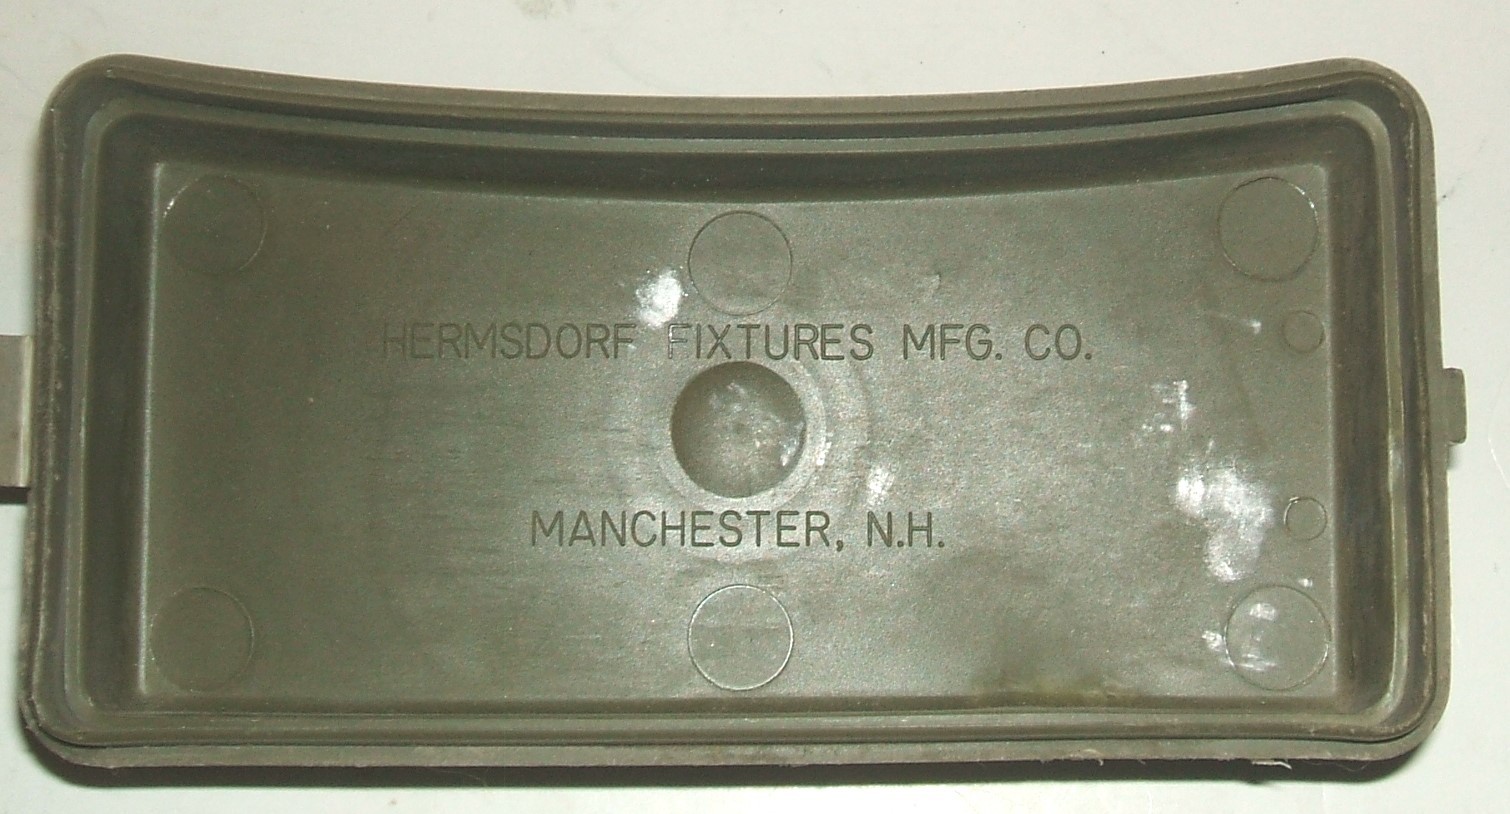 HERMSDORF FIXTURES MFG. CO.
MANCHESTER, N.H.